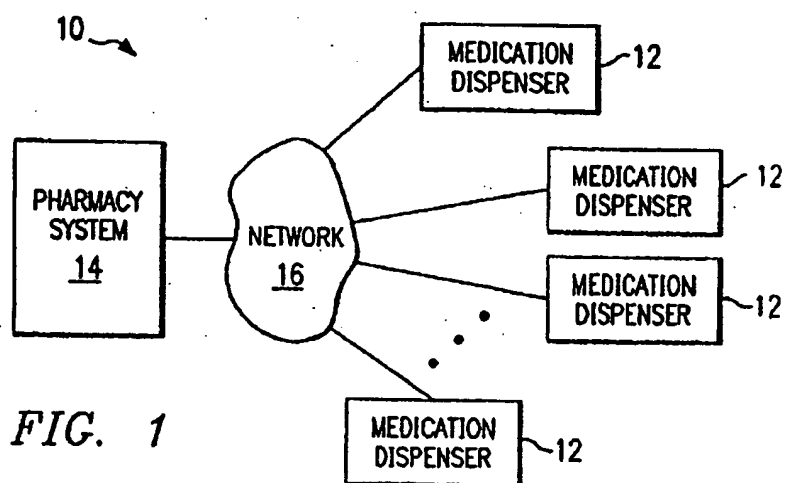 10
MEDICATION
DISPENSER
12
PHARMACY
SYSTEM
14
NETWORK
16
MEDICATION
DISPENSER
12
MEDICATION
DISPENSER
12
MEDICATION
DISPENSER
12
FIG. 1